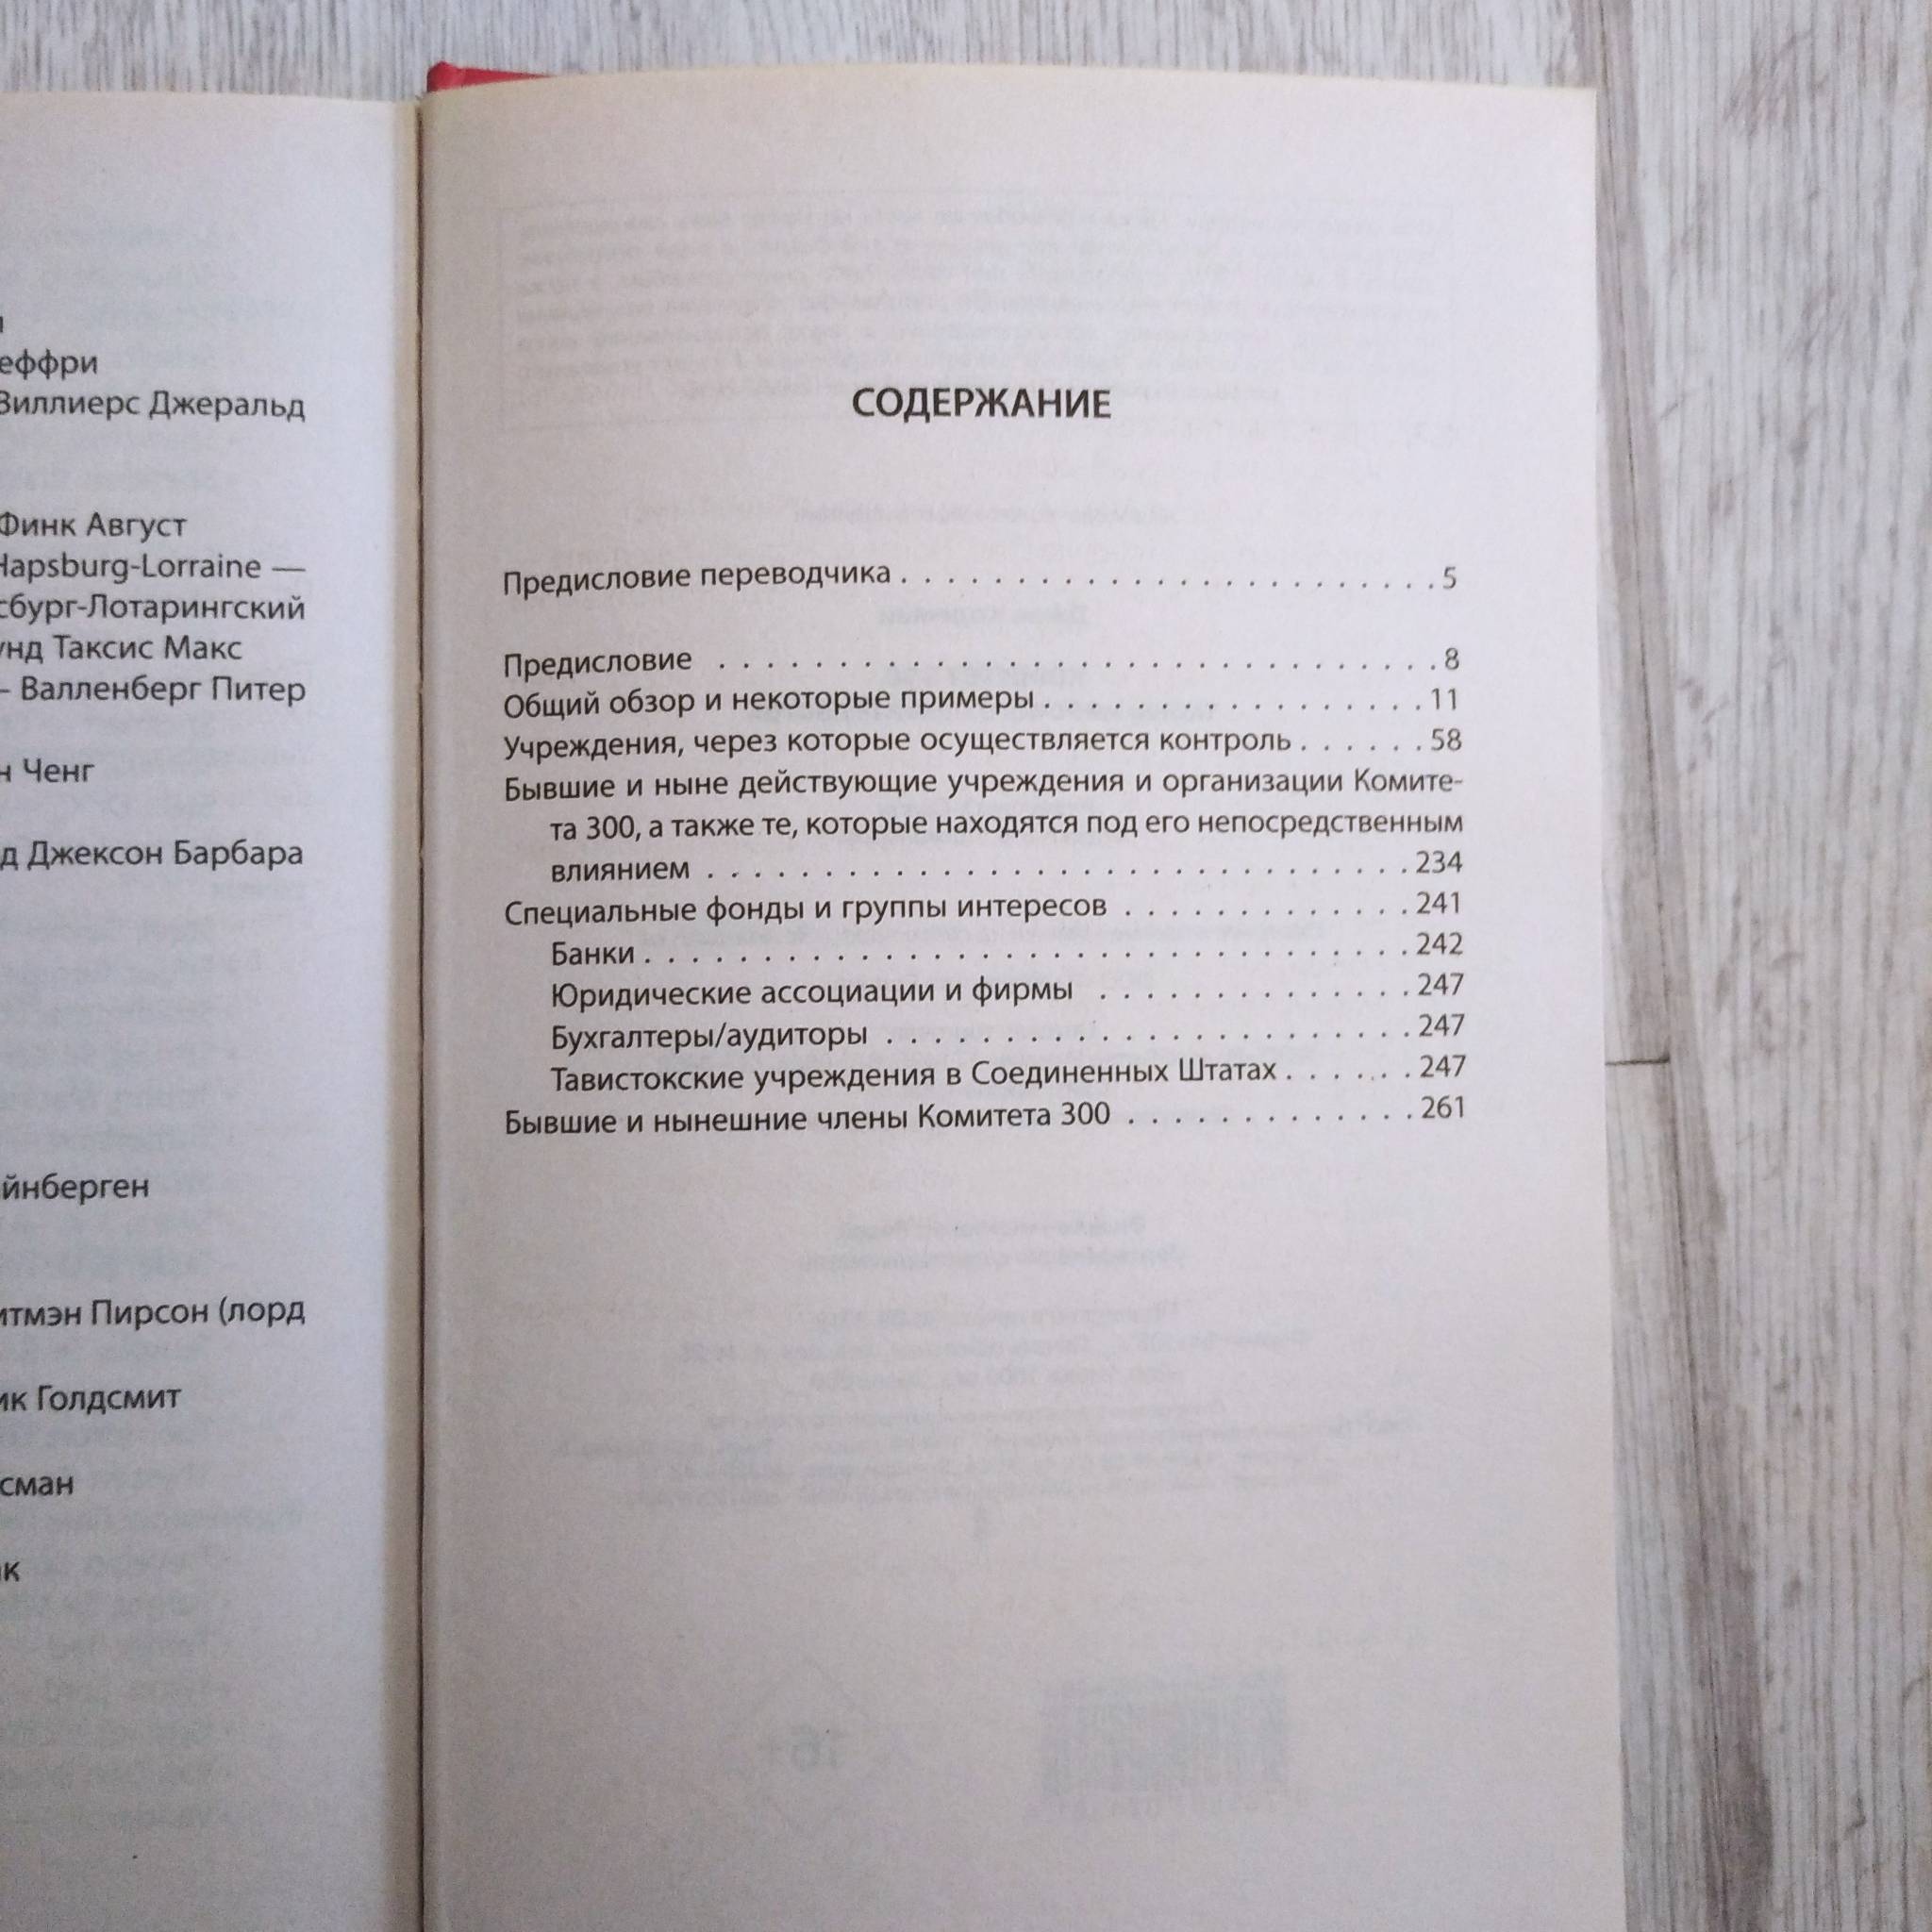 еффри
Виллиерс Джеральд
Финк Август
Hapsburg-Lorraine —
сбург-Лотарингский
унд Таксис Макс
– Валленберг Питер
н Ченг
д Джексон Барбара
йнберген
итмэн Пирсон (лорд
ик Голдсмит
сман
СОДЕРЖАНИЕ
Предисловие переводчика . . . . . . . . . . . . . . . . . . . . . . . 5
Предисловие . . . . . . . . . . . . . . . . . . . . . . . . . . . . . . . 8
Общий обзор и некоторые примеры . . . . . . . . . . . . . . . . . 11
Учреждения, через которые осуществляется контроль . . . . . . 58
Бывшие и ныне действующие учреждения и организации Комите-
та 300, а также те, которые находятся под его непосредственным
влиянием . . . . . . . . . . . . . . . . . . . . . . . . . . . . . . 234
Специальные фонды и группы интересов . . . . . . . . . . . . . 241
Банки . . . . . . . . . . . . . . . . . . . . . . . . . . . . . . . . . 242
Юридические ассоциации и фирмы . . . . . . . . . . . . . . 247
Бухгалтеры/аудиторы . . . . . . . . . . . . . . . . . . . . . . . 247
Тавистокские учреждения в Соединенных Штатах . . . . . . 247
Бывшие и нынешние члены Комитета 300 . . . . . . . . . . . . . 261